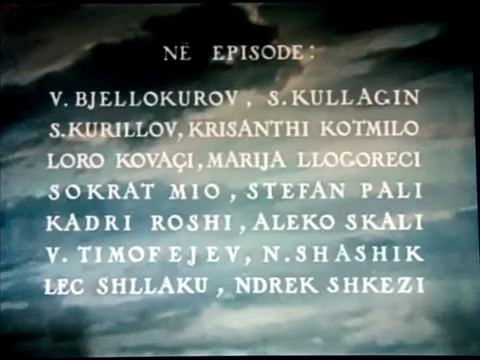 NË EPISODE:
V. BJELLOKUROV, S. KULLAGIN
S. KURILLOV, KRISANTHI KOTMILO
LORO KOVAÇI, MARIJA LLOGORECI
SOKRAT MIO, STEFAN PALI
KADRI ROSHI, ALEKO SKALI
V. TIMOFEJEV, N. SHASHIK
LEC SHLLAKU, NDREK SHKEZI